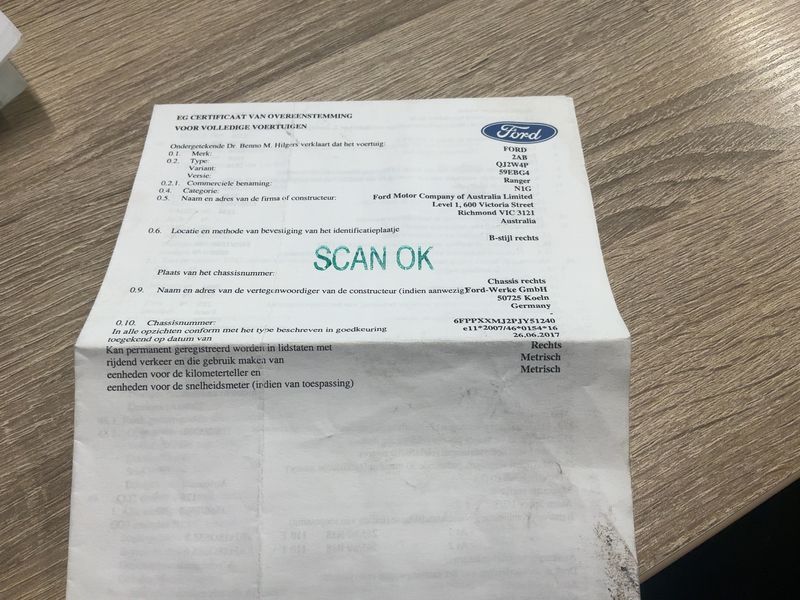 EG CERTIFICAAT VAN OVEREENSTEMMING
VOOR VOLLEDIGE VOERTUIGEN
Ford
Ondergetekende Dr. Benno M. Hilgers verklaart dat het voertuig:
0.1. Merk: FORD
0.2. Type: 2AB
Variant: QJ2W4P
Versie: 59EBG4
0.2.1. Commerciele benaming: Ranger
0.4. Categorie: N1G
0.5. Naam en adres van de firma of constructeur: Ford Motor Company of Australia Limited
Level 1, 600 Victoria Street
Richmond VIC 3121
Australia
0.6. Locatie en methode van bevestiging van het identificatieplaatje B-stijl rechts
SCAN OK
Plaats van het chassisnummer: Chassis rechts
0.9. Naam en adres van de vertegenwoordiger van de constructeur (indien aanwezig) Ford-Werke GmbH
50725 Koeln
Germany
-
0.10. Chassisnummer: 6FPPXXMJ2PJY51240
In alle opzichten conform met het type beschreven in goedkeuring e11*2007/46*0154*16
toegekend op datum van 26.06.2017
Kan permanent geregistreerd worden in lidstaten met Rechts
rijdend verkeer en die gebruik maken van Metrisch
eenheden voor de kilometerteller en Metrisch
eenheden voor de snelheidsmeter (indien van toepassing)